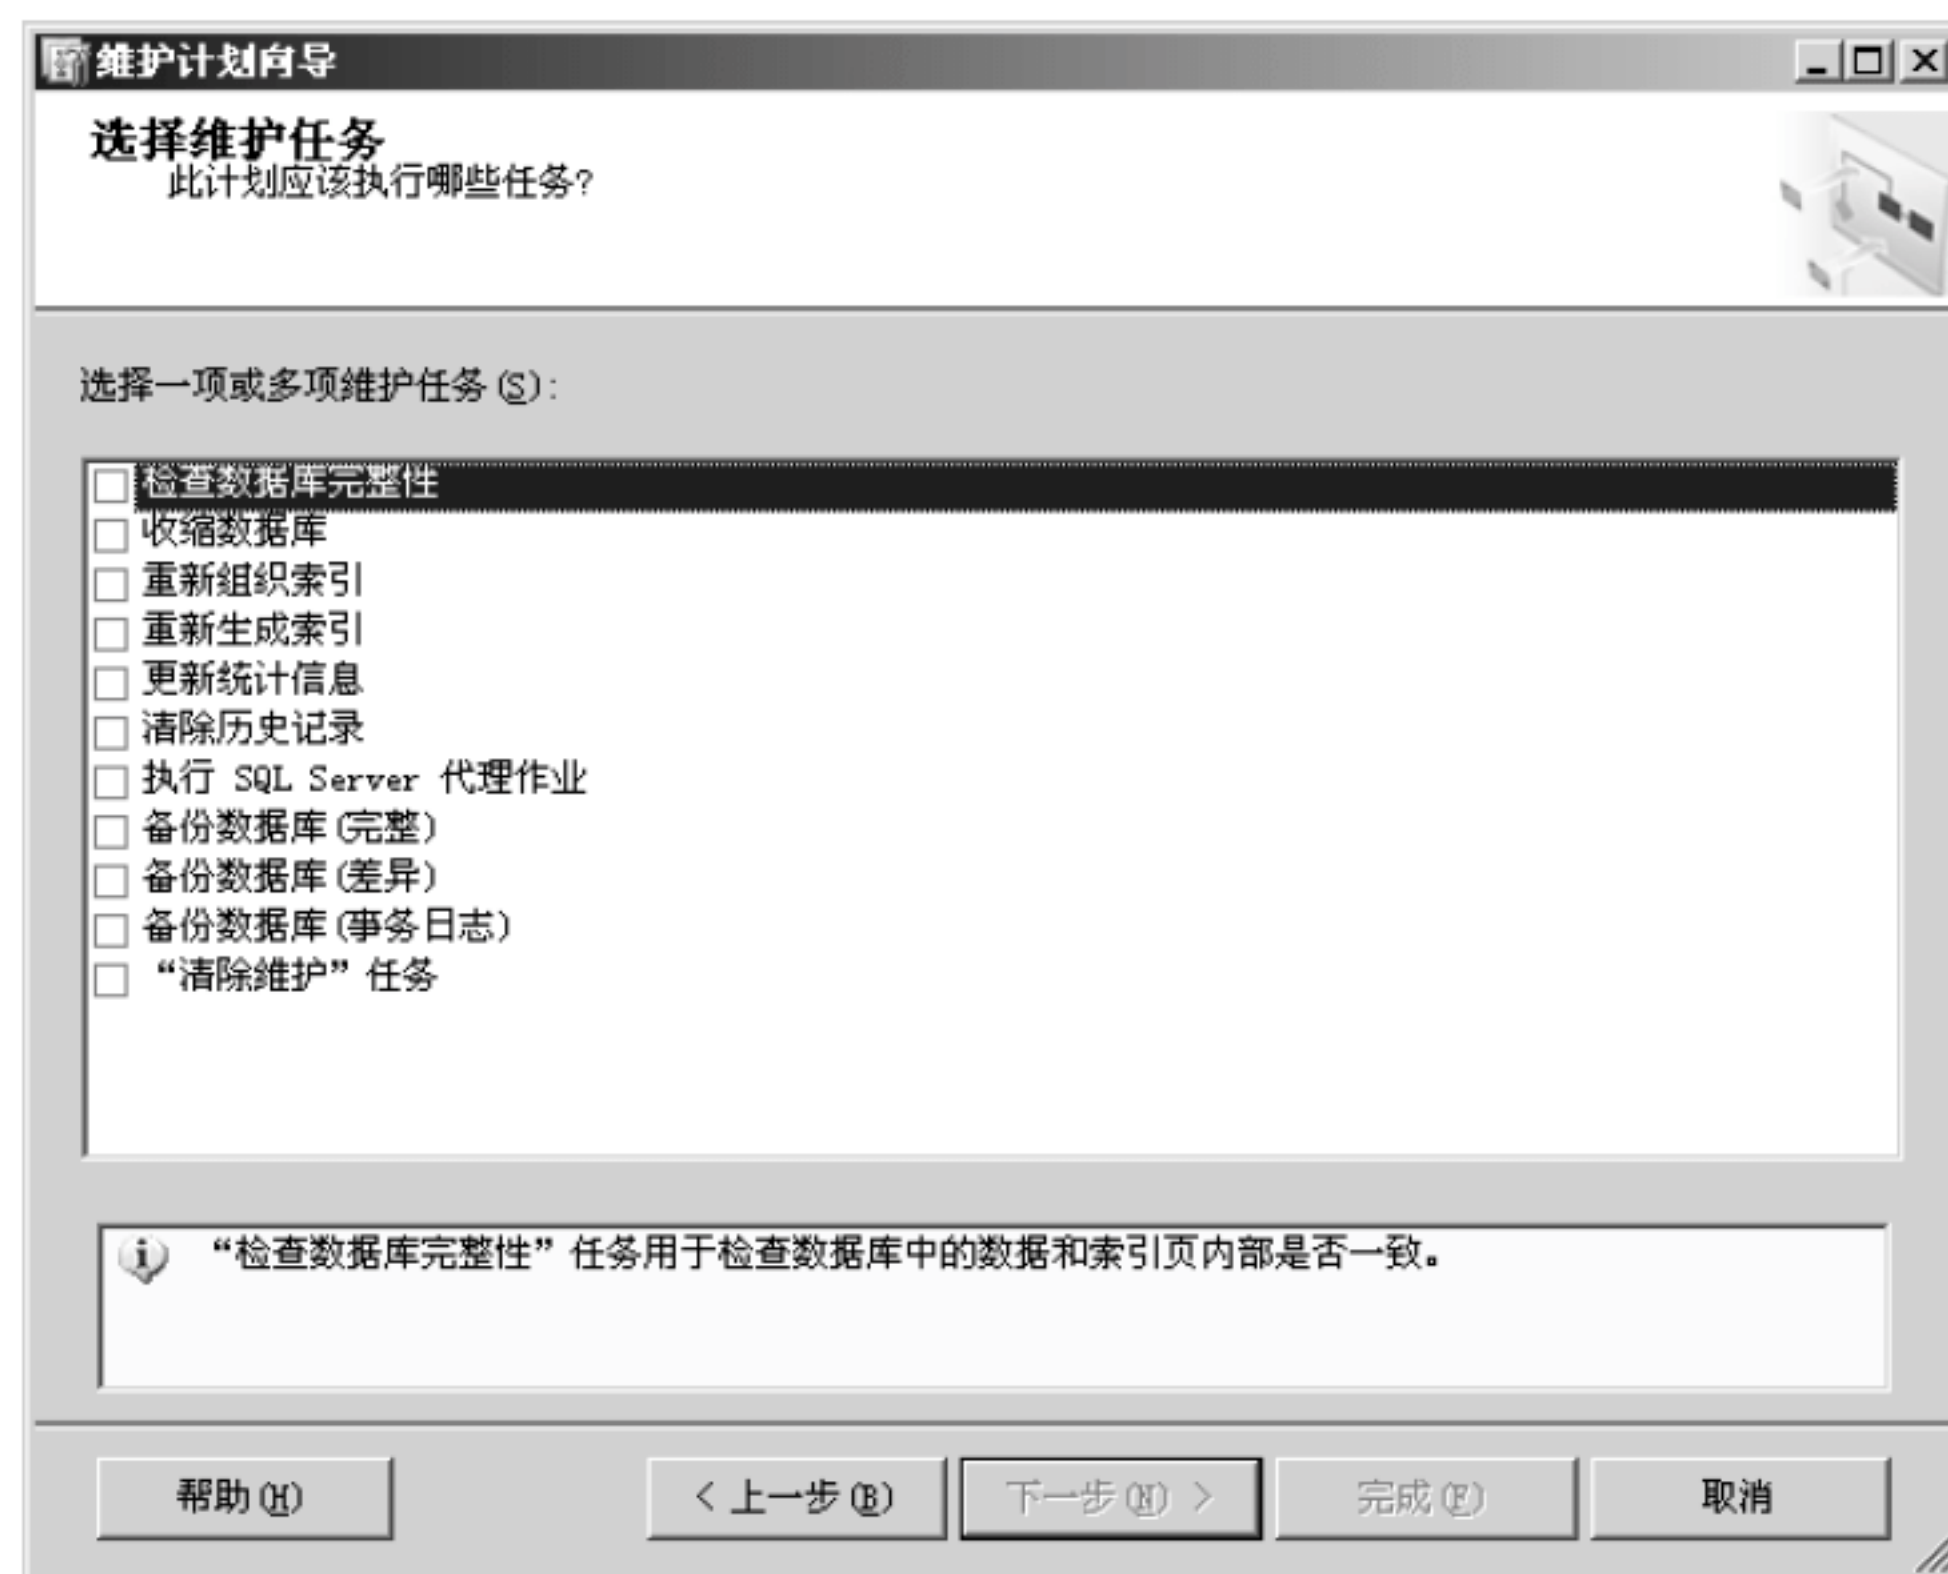 维护计划向导
选择维护任务
此计划应该执行哪些任务?
选择一项或多项维护任务(S):
检查数据库完整性
收缩数据库
重新组织索引
重新生成索引
更新统计信息
清除历史记录
执行 SQL Server 代理作业
备份数据库(完整)
备份数据库(差异)
备份数据库(事务日志)
“清除维护”任务
“检查数据库完整性”任务用于检查数据库中的数据和索引页内部是否一致。
帮助(H) < 上一步(B) 下一步(N) > 完成(F) 取消